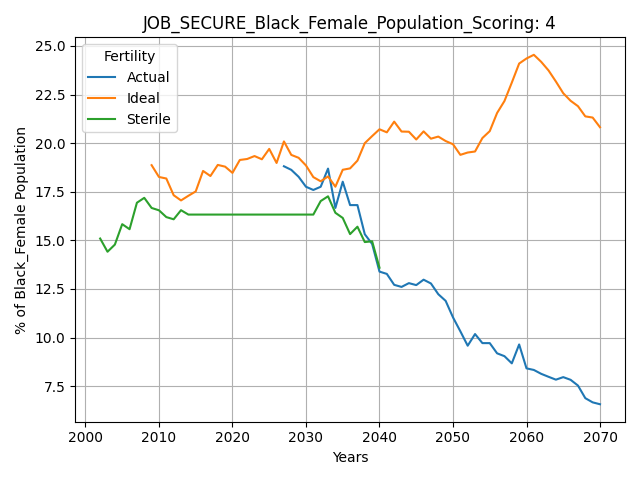 JOB_SECURE_Black_Female_Population_Scoring: 4
% of Black_Female Population
25.0
22.5
20.0
17.5
15.0
12.5
10.0
7.5
Fertility
Actual
Ideal
Sterile
2000 2010 2020 2030 2040 2050 2060 2070
Years